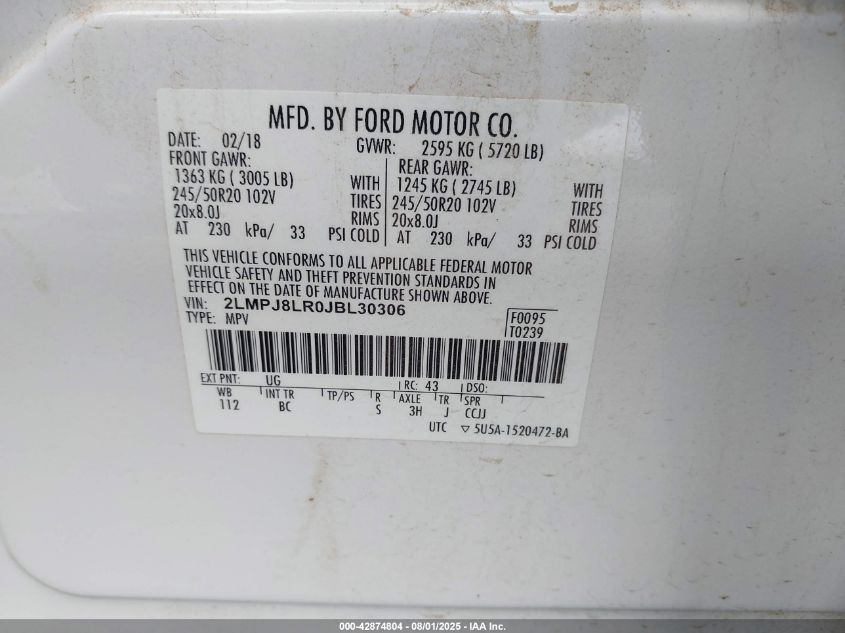 MFD. BY FORD MOTOR CO.
DATE: 02/18 GVWR: 2595 KG ( 5720 LB)
FRONT GAWR: REAR GAWR:
1363 KG ( 3005 LB) WITH 1245 KG ( 2745 LB) WITH
245/50R20 102V TIRES 245/50R20 102V TIRES
20x8.0J RIMS 20x8.0J RIMS
AT 230 kPa/ 33 PSI COLD AT 230 kPa/ 33 PSI COLD
THIS VEHICLE CONFORMS TO ALL APPLICABLE FEDERAL MOTOR
VEHICLE SAFETY AND THEFT PREVENTION STANDARDS IN
EFFECT ON THE DATE OF MANUFACTURE SHOWN ABOVE.
VIN: 2LMPJ8LR0JBL30306 F0095
TYPE: MPV T0239
EXT PNT: UG RC: 43 DSO:
WB INT TR TP/PS R AXLE TR SPR
112 BC S 3H J CCJJ
UTC ▽ 5U5A-1520472-BA
000-42874804 - 08/01/2025 - IAA Inc.